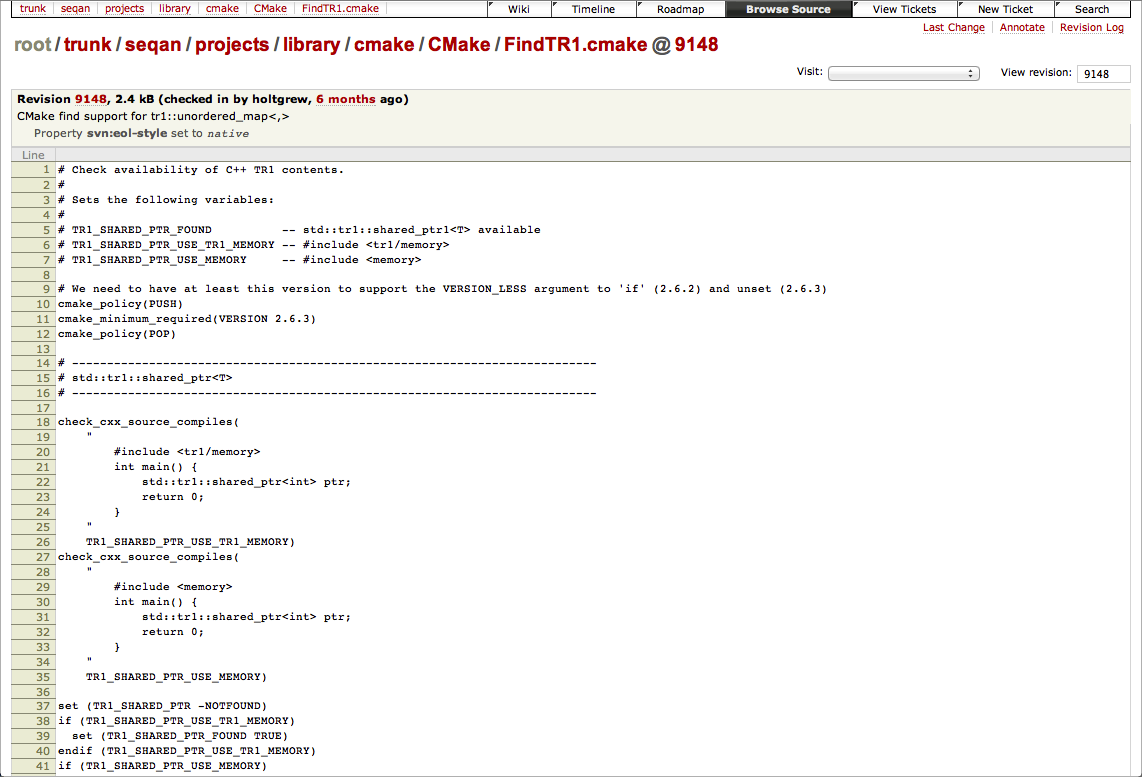 trunk seqan projects library cmake CMake FindTR1.cmake Wiki Timeline Roadmap Browse Source View Tickets New Ticket Search
Last Change Annotate Revision Log
root/trunk/seqan/projects/library/cmake/CMake/FindTR1.cmake @ 9148
Visit: View revision: 9148
Revision 9148, 2.4 kB (checked in by holtgrew, 6 months ago)
CMake find support for tr1::unordered_map<,>
Property svn:eol-style set to native
Line
1 # Check availability of C++ TR1 contents.
2 #
3 # Sets the following variables:
4 #
5 # TR1_SHARED_PTR_FOUND -- std::tr1::shared_ptr1<T> available
6 # TR1_SHARED_PTR_USE_TR1_MEMORY -- #include <tr1/memory>
7 # TR1_SHARED_PTR_USE_MEMORY -- #include <memory>
8
9 # We need to have at least this version to support the VERSION_LESS argument to 'if' (2.6.2) and unset (2.6.3)
10 cmake_policy(PUSH)
11 cmake_minimum_required(VERSION 2.6.3)
12 cmake_policy(POP)
13
14 # ---------------------------------------------------------------------------
15 # std::tr1::shared_ptr<T>
16 # ---------------------------------------------------------------------------
17
18 check_cxx_source_compiles(
19 "
20 #include <tr1/memory>
21 int main() {
22 std::tr1::shared_ptr<int> ptr;
23 return 0;
24 }
25 "
26 TR1_SHARED_PTR_USE_TR1_MEMORY)
27 check_cxx_source_compiles(
28 "
29 #include <memory>
30 int main() {
31 std::tr1::shared_ptr<int> ptr;
32 return 0;
33 }
34 "
35 TR1_SHARED_PTR_USE_MEMORY)
36
37 set (TR1_SHARED_PTR -NOTFOUND)
38 if (TR1_SHARED_PTR_USE_TR1_MEMORY)
39 set (TR1_SHARED_PTR_FOUND TRUE)
40 endif (TR1_SHARED_PTR_USE_TR1_MEMORY)
41 if (TR1_SHARED_PTR_USE_MEMORY)